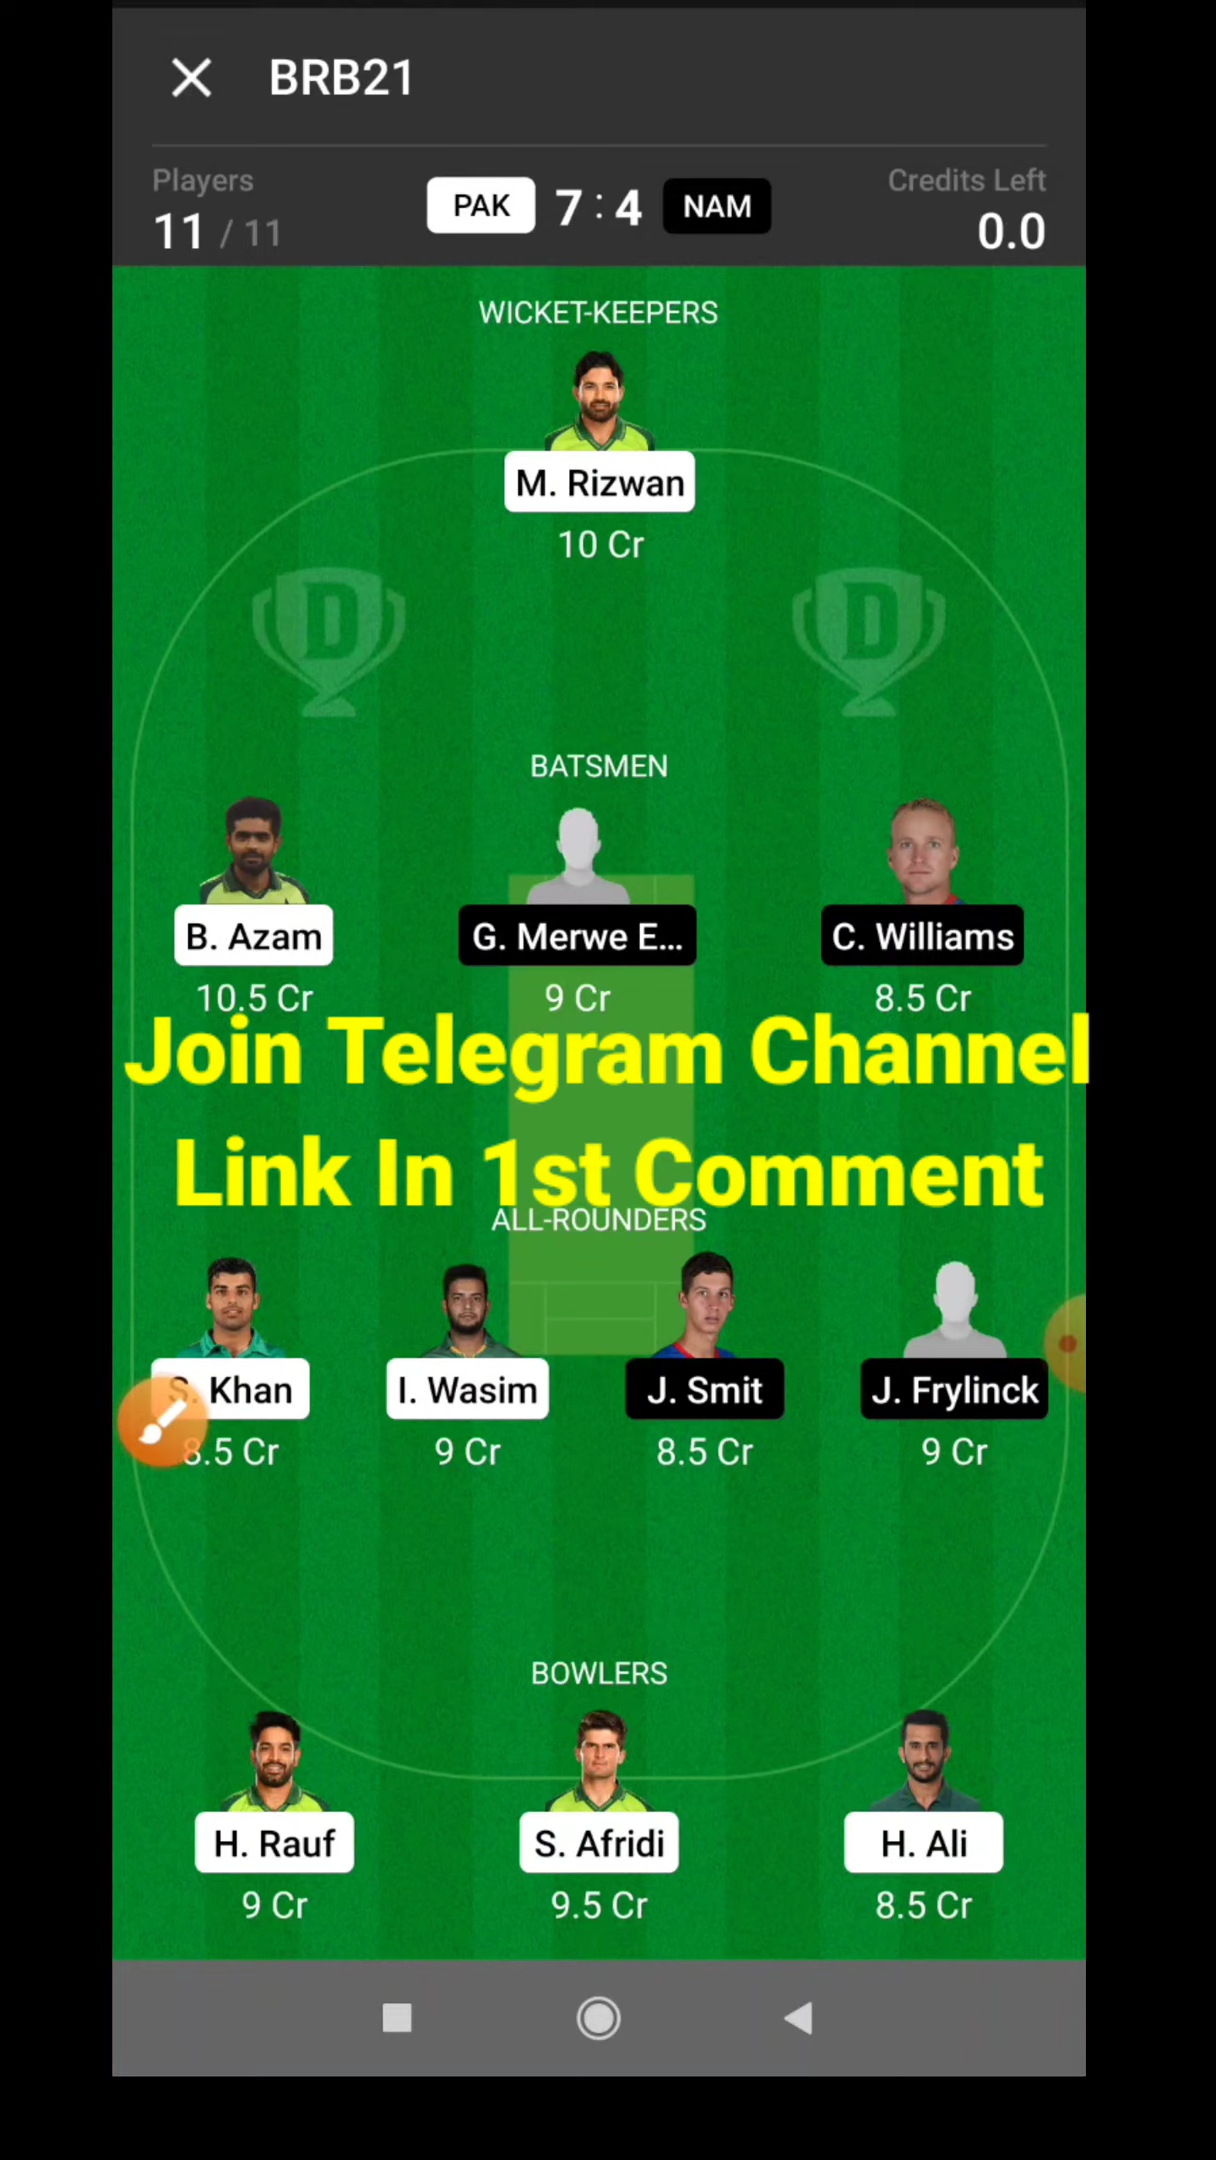 BRB21
Players
PAK 7 : 4 NAM
Credits Left
11 / 11
0.0
WICKET-KEEPERS
M. Rizwan
10 Cr
D D
BATSMEN
B. Azam G. Merwe E... C. Williams
10.5 Cr 9 Cr 8.5 Cr
Join Telegram Channel
Link In 1st Comment
ALL-ROUNDERS
S. Khan I. Wasim J. Smit J. Frylinck
8.5 Cr 9 Cr 8.5 Cr 9 Cr
BOWLERS
H. Rauf S. Afridi H. Ali
9 Cr 9.5 Cr 8.5 Cr